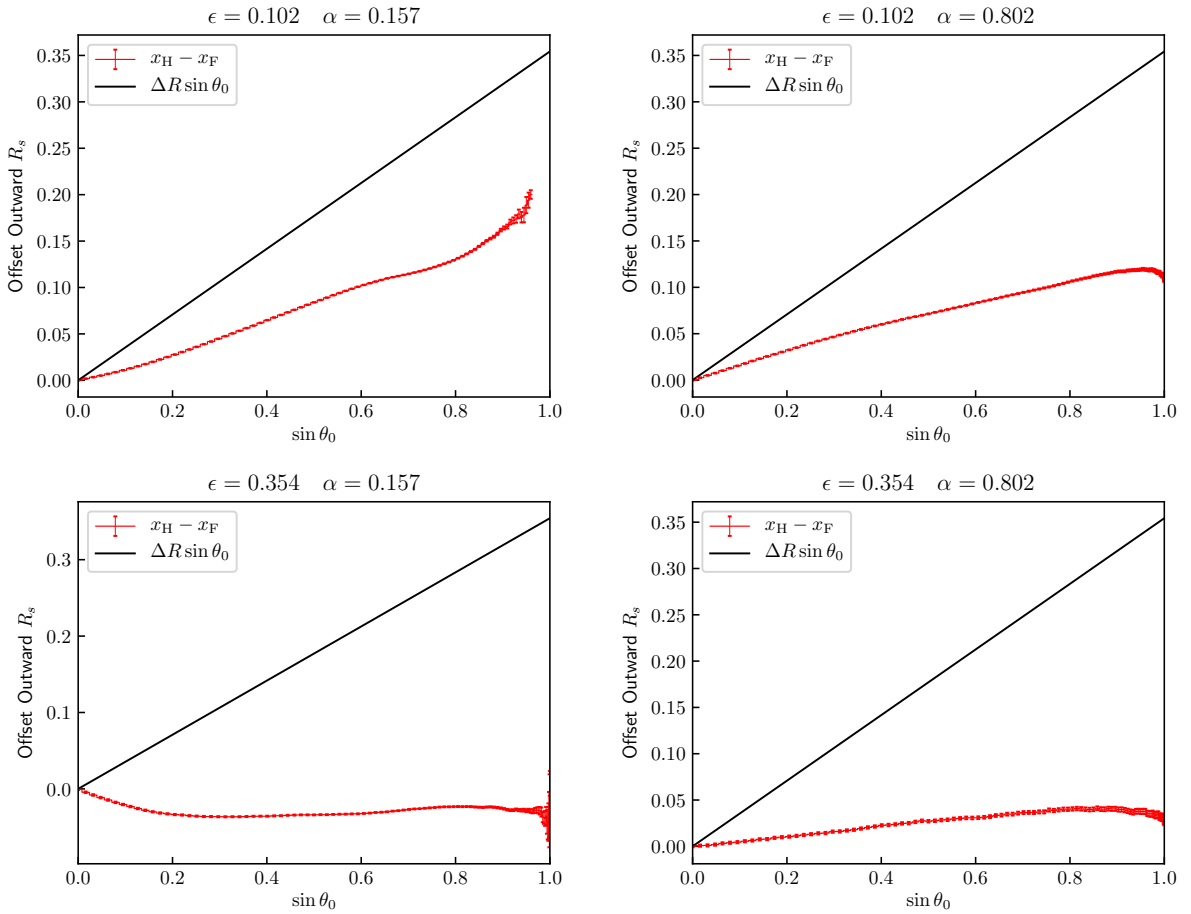 ϵ = 0.102 α = 0.157
x_H − x_F
ΔR sin θ_0
Offset Outward R_s
0.35
0.30
0.25
0.20
0.15
0.10
0.05
0.00
0.0 0.2 0.4 0.6 0.8 1.0
sin θ_0
ϵ = 0.102 α = 0.802
x_H − x_F
ΔR sin θ_0
Offset Outward R_s
0.35
0.30
0.25
0.20
0.15
0.10
0.05
0.00
0.0 0.2 0.4 0.6 0.8 1.0
sin θ_0
ϵ = 0.354 α = 0.157
x_H − x_F
ΔR sin θ_0
Offset Outward R_s
0.3
0.2
0.1
0.0
0.0 0.2 0.4 0.6 0.8 1.0
sin θ_0
ϵ = 0.354 α = 0.802
x_H − x_F
ΔR sin θ_0
Offset Outward R_s
0.35
0.30
0.25
0.20
0.15
0.10
0.05
0.00
0.0 0.2 0.4 0.6 0.8 1.0
sin θ_0